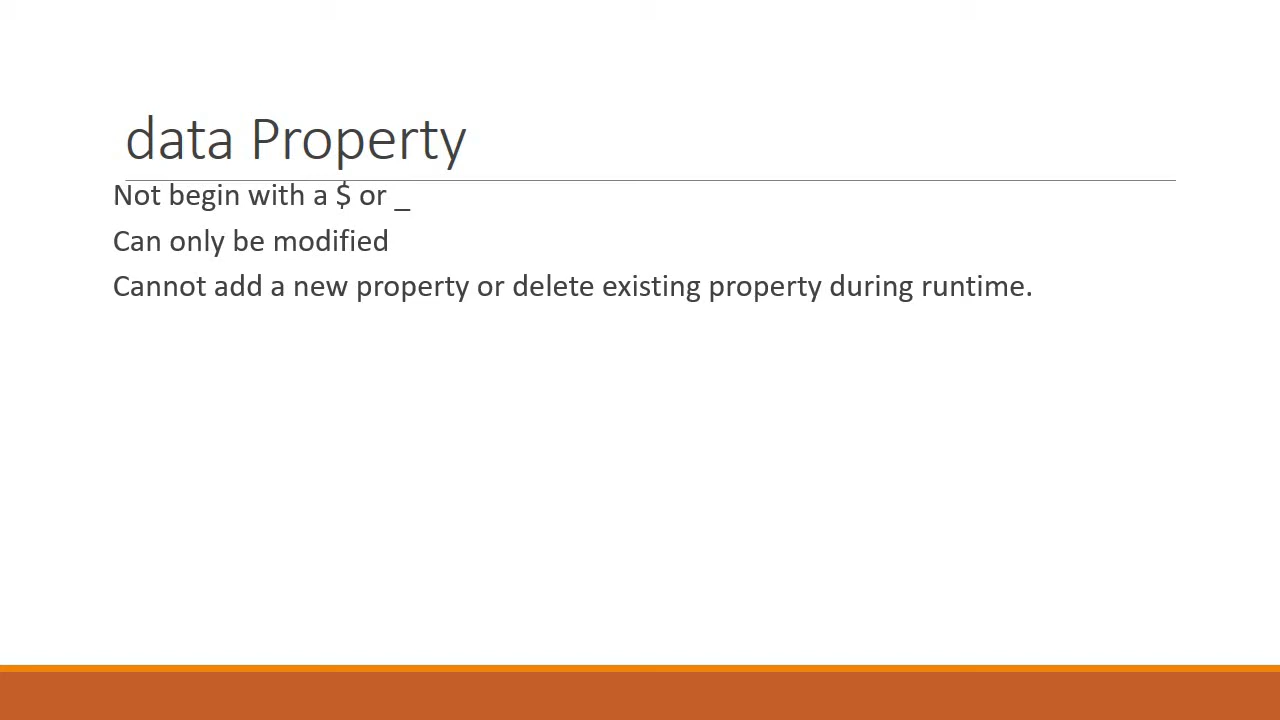 data Property
Not begin with a $ or _
Can only be modified
Cannot add a new property or delete existing property during runtime.